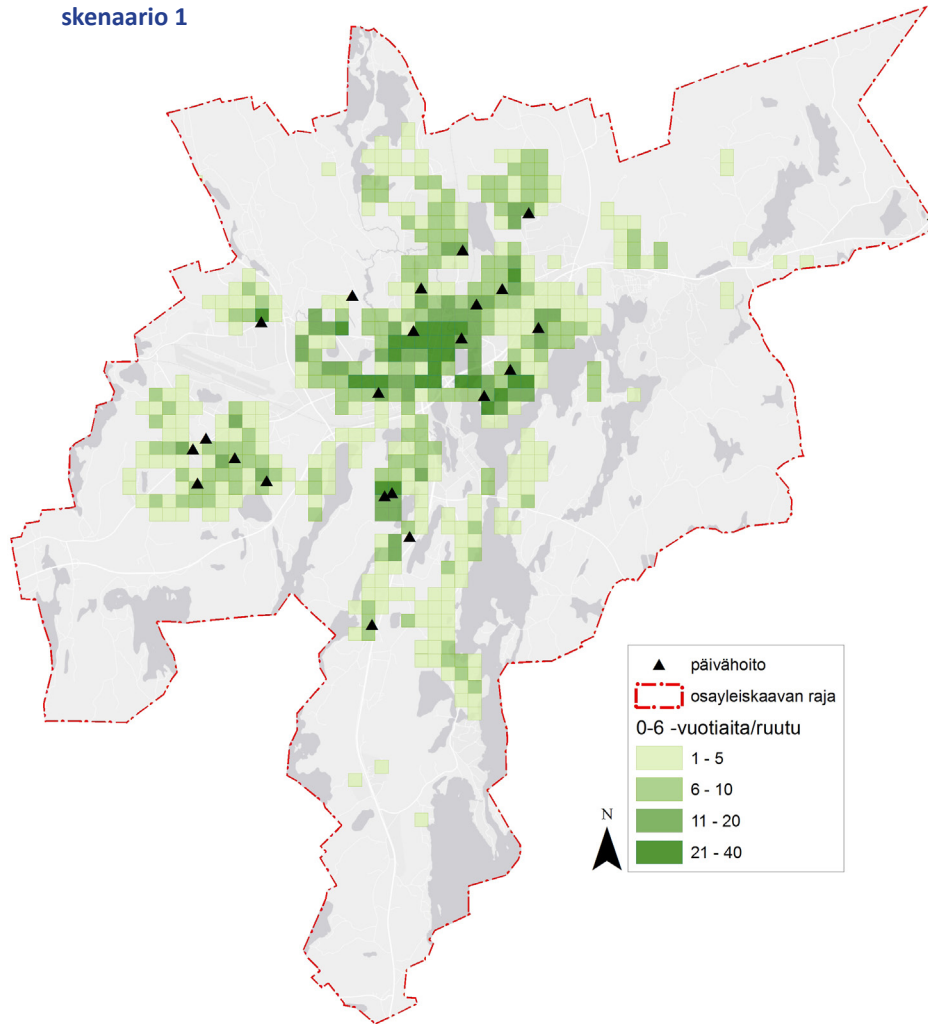 skenaario 1
päivähoito
osayleiskaavan raja
0-6 -vuotiaita/ruutu
1 - 5
6 - 10
11 - 20
21 - 40
N